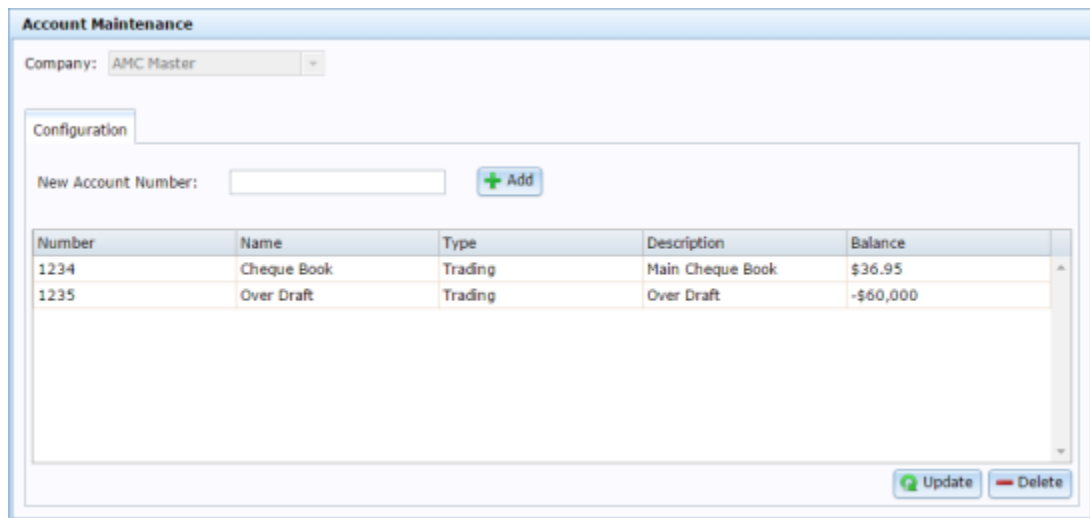 Account Maintenance
Company: AMC Master
Configuration
New Account Number: Add
Number Name Type Description Balance
1234 Cheque Book Trading Main Cheque Book $36.95
1235 Over Draft Trading Over Draft -$60,000
Update Delete